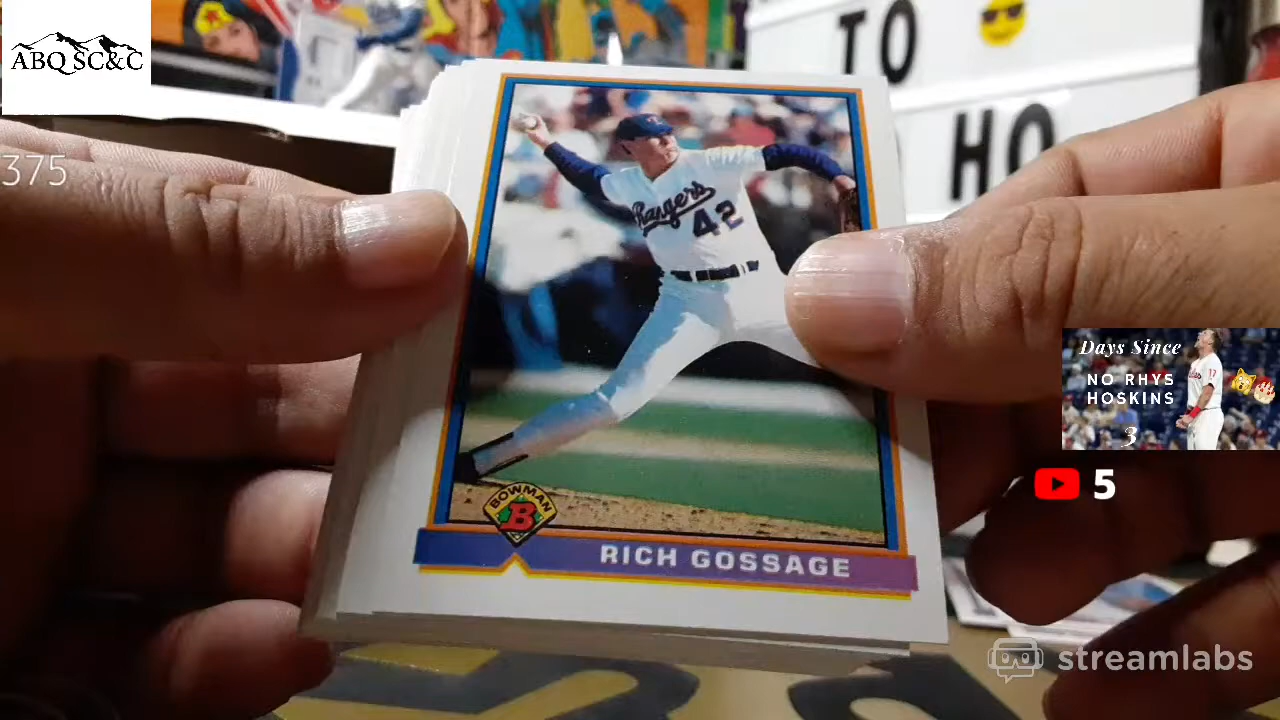 ABQ SC&C
TO
HO
375
Rangers
42
BOWMAN
B
RICH GOSSAGE
Days Since
NO RHYS
HOSKINS
3
5
streamlabs